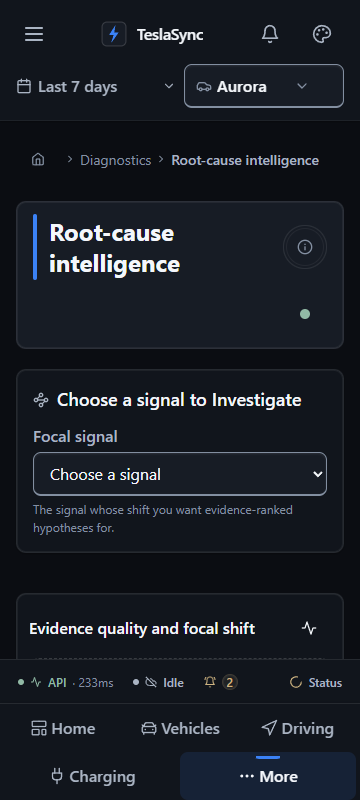 TeslaSync
Last 7 days
Aurora
Diagnostics
Root-cause intelligence
Root-cause
intelligence
Choose a signal to Investigate
Focal signal
Choose a signal
The signal whose shift you want evidence-ranked
hypotheses for.
Evidence quality and focal shift
API · 233ms
Idle
2
Status
Home
Vehicles
Driving
Charging
More